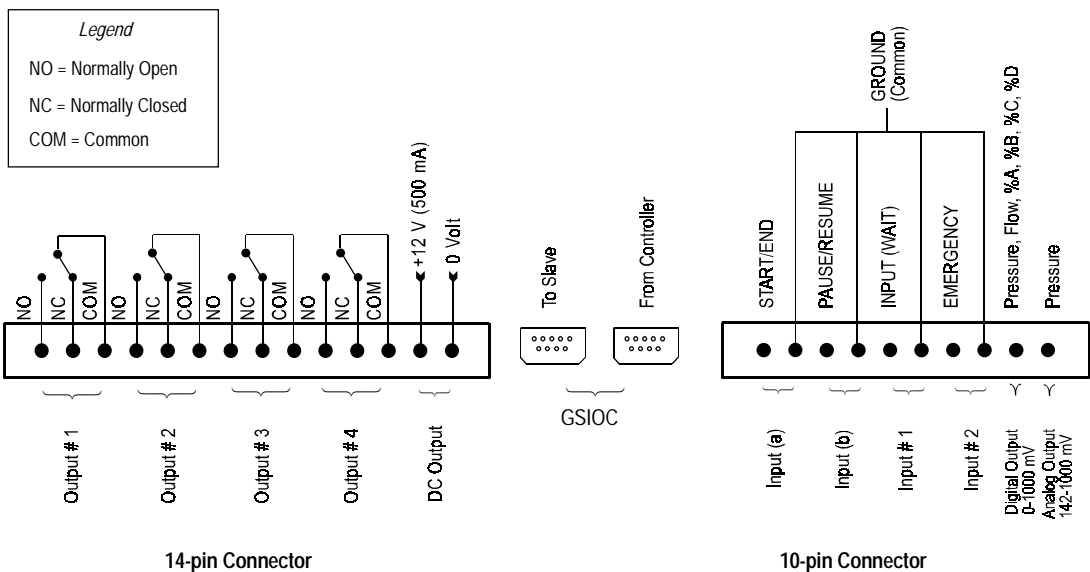 Legend
NO = Normally Open
NC = Normally Closed
COM = Common
NO
NC
COM
NO
NC
COM
NO
NC
COM
NO
NC
COM
+12 V (500 mA)
0 Volt
To Slave
From Controller
GROUND
(Common)
START/END
PAUSE/RESUME
INPUT (WAIT)
EMERGENCY
Pressure, Flow, %A, %B, %C, %D
Pressure
Output # 1
Output # 2
Output # 3
Output # 4
DC Output
GSIOC
Input (a)
Input (b)
Input # 1
Input # 2
Digital Output
0-1000 mV
Analog Output
142-1000 mV
14-pin Connector
10-pin Connector